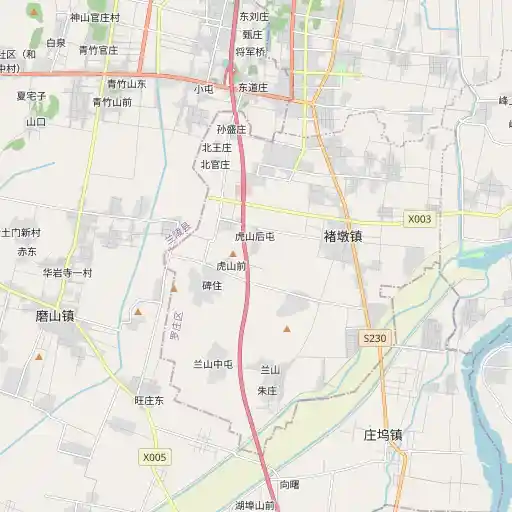 神山官庄村
东刘庄
甄庄
白泉
青竹官庄
将军桥
社区（和
中村）
青竹山东
小屯
东道庄
夏宅子
青竹山前
山口
孙盛庄
北王庄
北官庄
X003
兰陵县
虎山后屯
褚墩镇
土门新村
赤东
华岩寺一村
虎山前
碑住
磨山镇
罗庄区
S230
兰山中屯
兰山
朱庄
旺庄东
庄坞镇
X005
向曙
湖埠山前